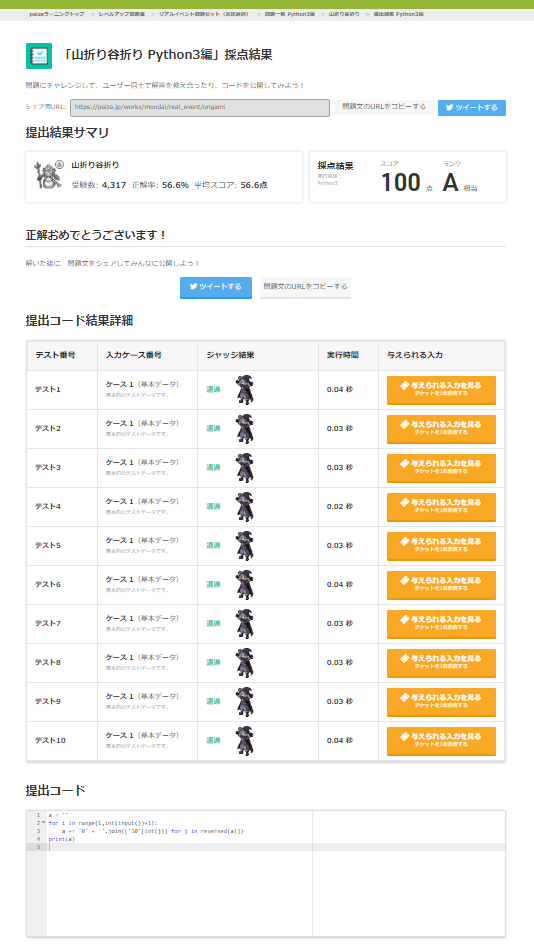 paizaラーニングトップ > レベルアップ問題集 > リアルイベント問題セット（言語選択） > 問題一覧 Python3編 > 山折り谷折り > 提出結果 Python3編
「山折り谷折り Python3編」採点結果
問題にチャレンジして、ユーザー同士で解答を教え合ったり、コードを公開してみよう！
シェア用URL: https://paiza.jp/works/mondai/real_event/origami 問題文のURLをコピーする ツイートする
提出結果サマリ
山折り谷折り
受験数: 4,317 正解率: 56.6% 平均スコア: 56.6点
採点結果 スコア ランク
実行言語：
Python3
100 点 A 相当
正解おめでとうございます！
解いた後に、問題文をシェアしてみんなに公開しよう！
ツイートする 問題文のURLをコピーする
提出コード結果詳細
テスト番号 入力ケース番号 ジャッジ結果 実行時間 与えられる入力
テスト1 ケース 1（基本データ） 通過 0.04 秒 与えられる入力を見る
基本的なテストデータです。 チケットを1枚消費する
テスト2 ケース 1（基本データ） 通過 0.03 秒 与えられる入力を見る
基本的なテストデータです。 チケットを1枚消費する
テスト3 ケース 1（基本データ） 通過 0.03 秒 与えられる入力を見る
基本的なテストデータです。 チケットを1枚消費する
テスト4 ケース 1（基本データ） 通過 0.02 秒 与えられる入力を見る
基本的なテストデータです。 チケットを1枚消費する
テスト5 ケース 1（基本データ） 通過 0.03 秒 与えられる入力を見る
基本的なテストデータです。 チケットを1枚消費する
テスト6 ケース 1（基本データ） 通過 0.04 秒 与えられる入力を見る
基本的なテストデータです。 チケットを1枚消費する
テスト7 ケース 1（基本データ） 通過 0.03 秒 与えられる入力を見る
基本的なテストデータです。 チケットを1枚消費する
テスト8 ケース 1（基本データ） 通過 0.03 秒 与えられる入力を見る
基本的なテストデータです。 チケットを1枚消費する
テスト9 ケース 1（基本データ） 通過 0.03 秒 与えられる入力を見る
基本的なテストデータです。 チケットを1枚消費する
テスト10 ケース 1（基本データ） 通過 0.04 秒 与えられる入力を見る
基本的なテストデータです。 チケットを1枚消費する
提出コード
1 a = ''
2 for i in range(1,int(input())+1):
3     a += '0' + ''.join(['10'[int(j)] for j in reversed(a)])
4 print(a)
5